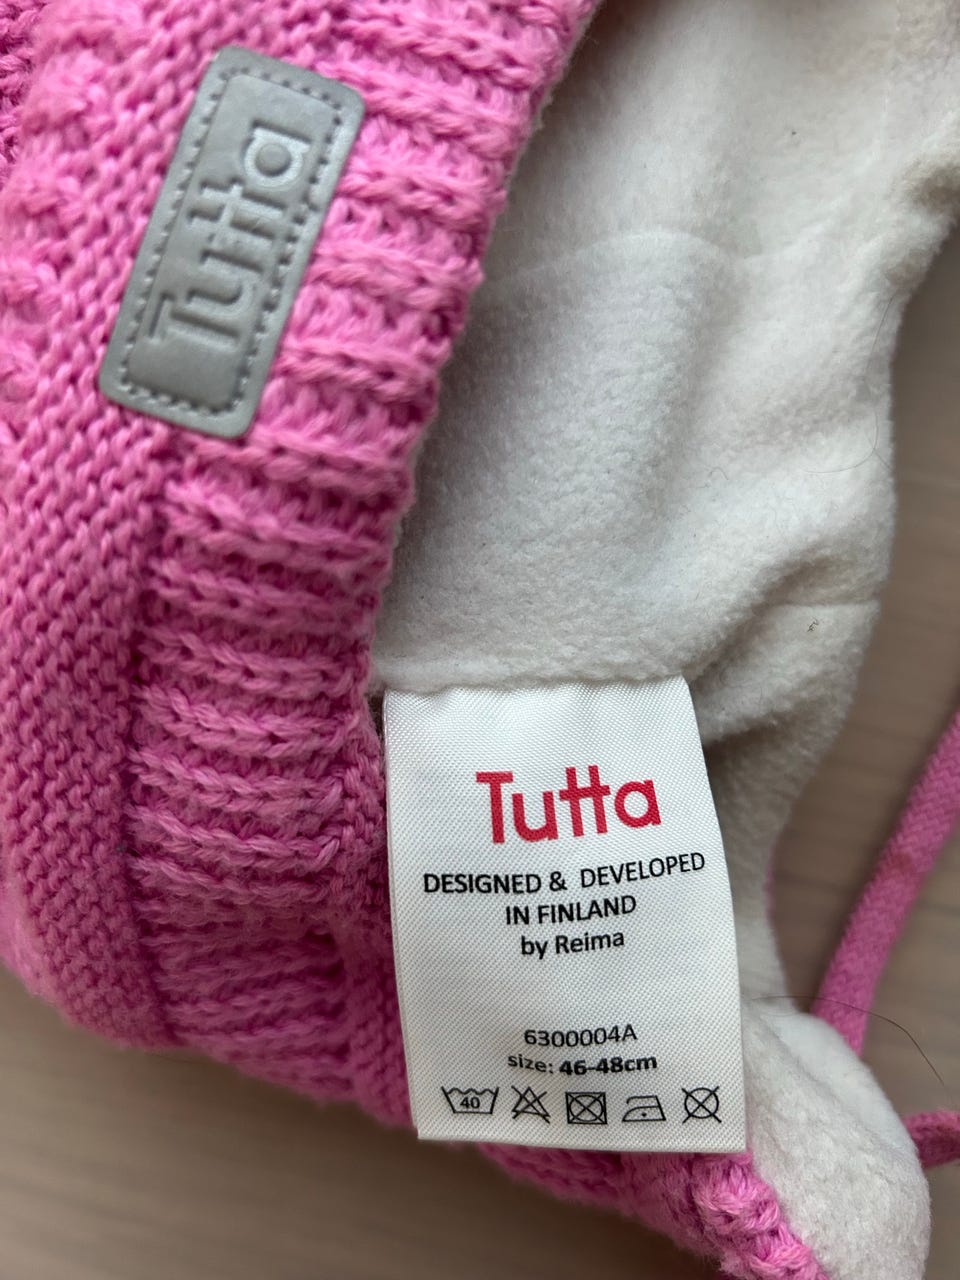 Tutta
Tutta
DESIGNED & DEVELOPED
IN FINLAND
by Reima
6300004A
size: 46-48cm
40